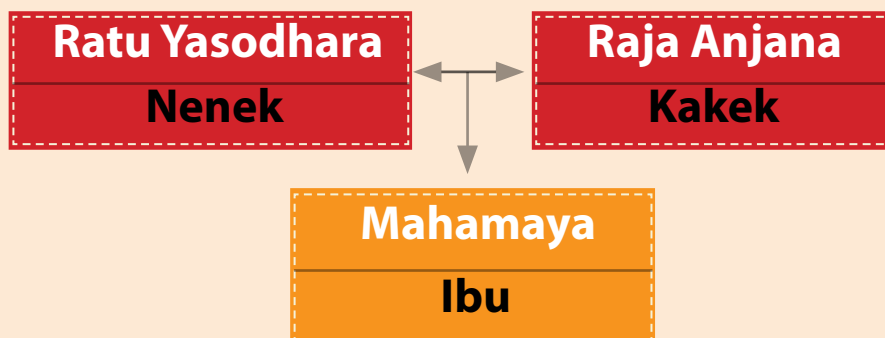 Ratu Yasodhara
Nenek
Raja Anjana
Kakek
Mahamaya
Ibu